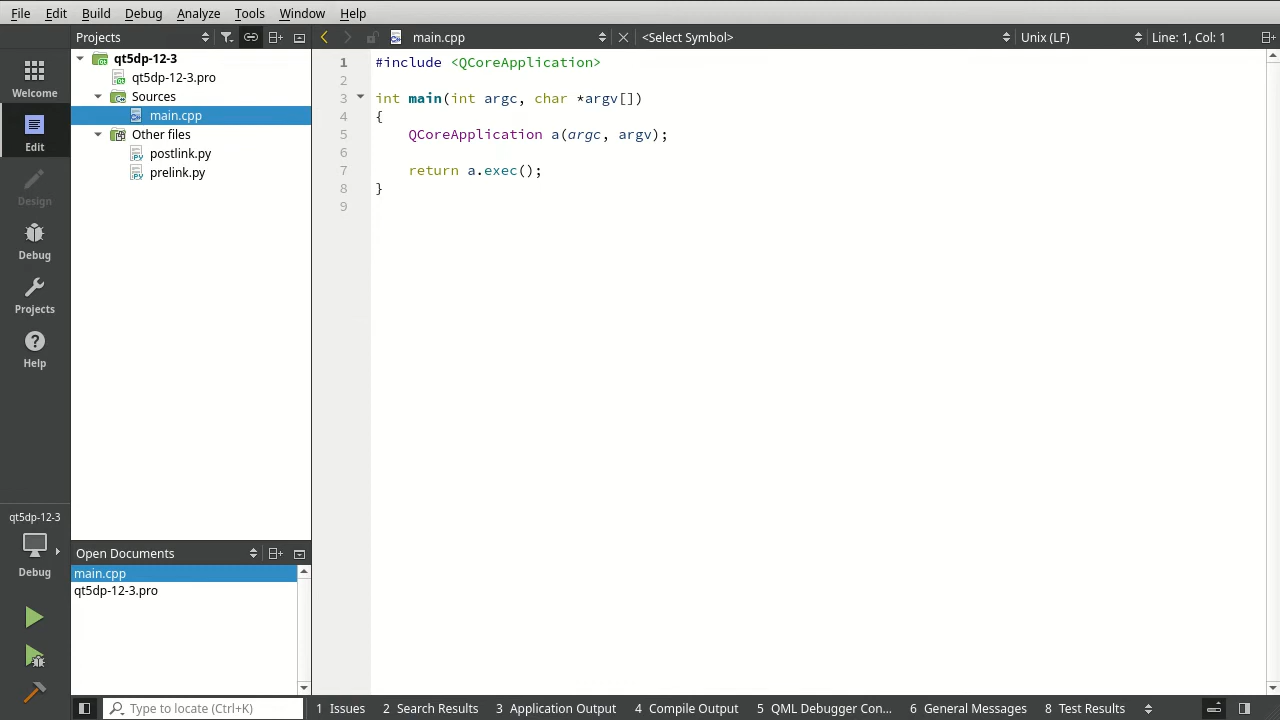 File Edit Build Debug Analyze Tools Window Help
Projects main.cpp <Select Symbol> Unix (LF) Line: 1, Col: 1
Welcome
Edit
Design
Debug
Projects
Help
qt5dp-12-3
Debug
qt5dp-12-3
qt5dp-12-3.pro
Sources
main.cpp
Other files
postlink.py
prelink.py
Open Documents
main.cpp
qt5dp-12-3.pro
1 #include <QCoreApplication>
2
3 int main(int argc, char *argv[])
4 {
5 QCoreApplication a(argc, argv);
6
7 return a.exec();
8 }
9
Type to locate (Ctrl+K) 1 Issues 2 Search Results 3 Application Output 4 Compile Output 5 QML Debugger Con... 6 General Messages 8 Test Results